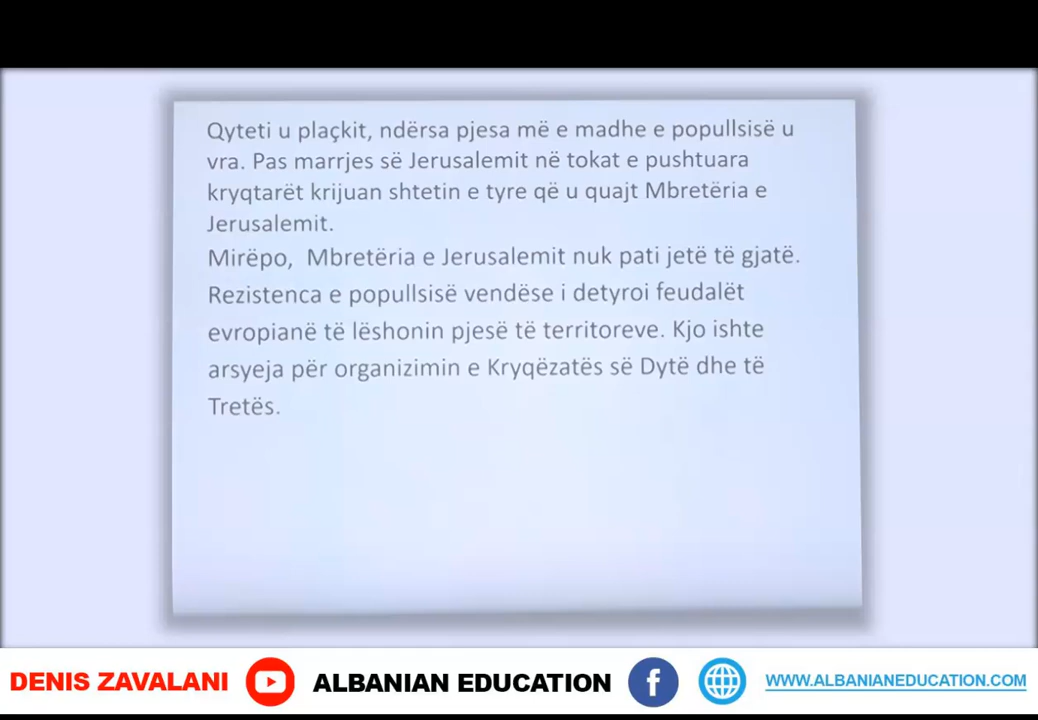 Qyteti u plaçkit, ndërsa pjesa më e madhe e popullsisë u
vra. Pas marrjes së Jerusalemit në tokat e pushtuara
kryqtarët krijuan shtetin e tyre që u quajt Mbretëria e
Jerusalemit.
Mirëpo, Mbretëria e Jerusalemit nuk pati jetë të gjatë.
Rezistenca e popullsisë vendëse i detyroi feudalët
evropianë të lëshonin pjesë të territoreve. Kjo ishte
arsyeja për organizimin e Kryqëzatës së Dytë dhe të
Tretës.
DENIS ZAVALANI ALBANIAN EDUCATION WWW.ALBANIANEDUCATION.COM